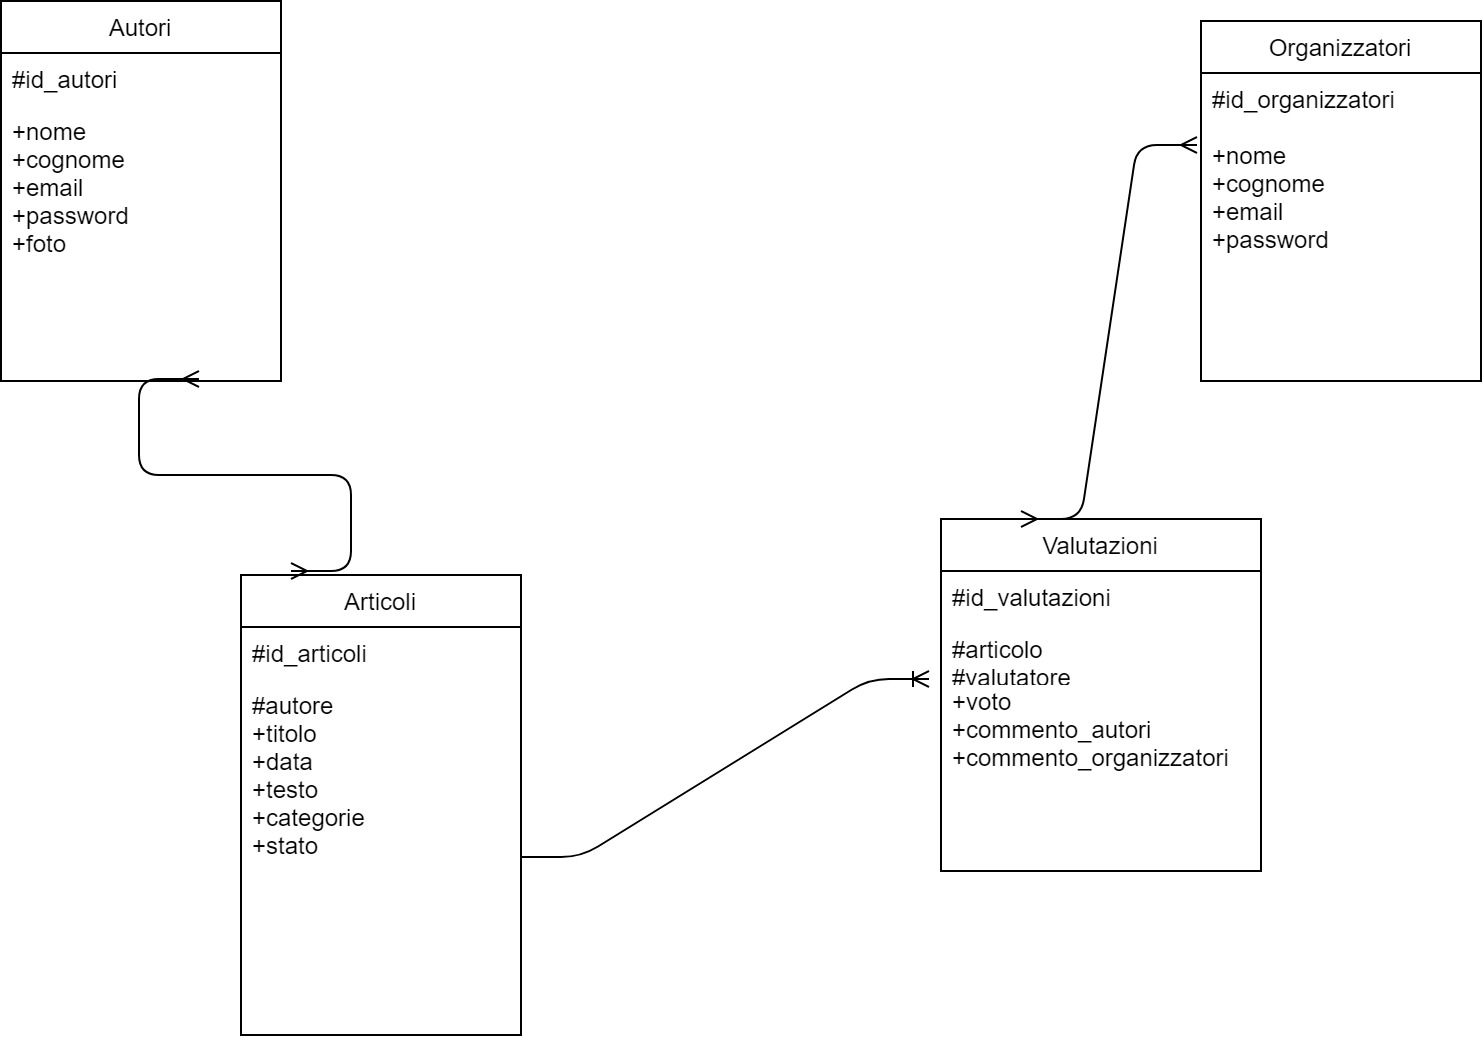 Autori
#id_autori
+nome
+cognome
+email
+password
+foto
Organizzatori
#id_organizzatori
+nome
+cognome
+email
+password
Articoli
#id_articoli
#autore
+titolo
+data
+testo
+categorie
+stato
Valutazioni
#id_valutazioni
#articolo
#valutatore
+voto
+commento_autori
+commento_organizzatori